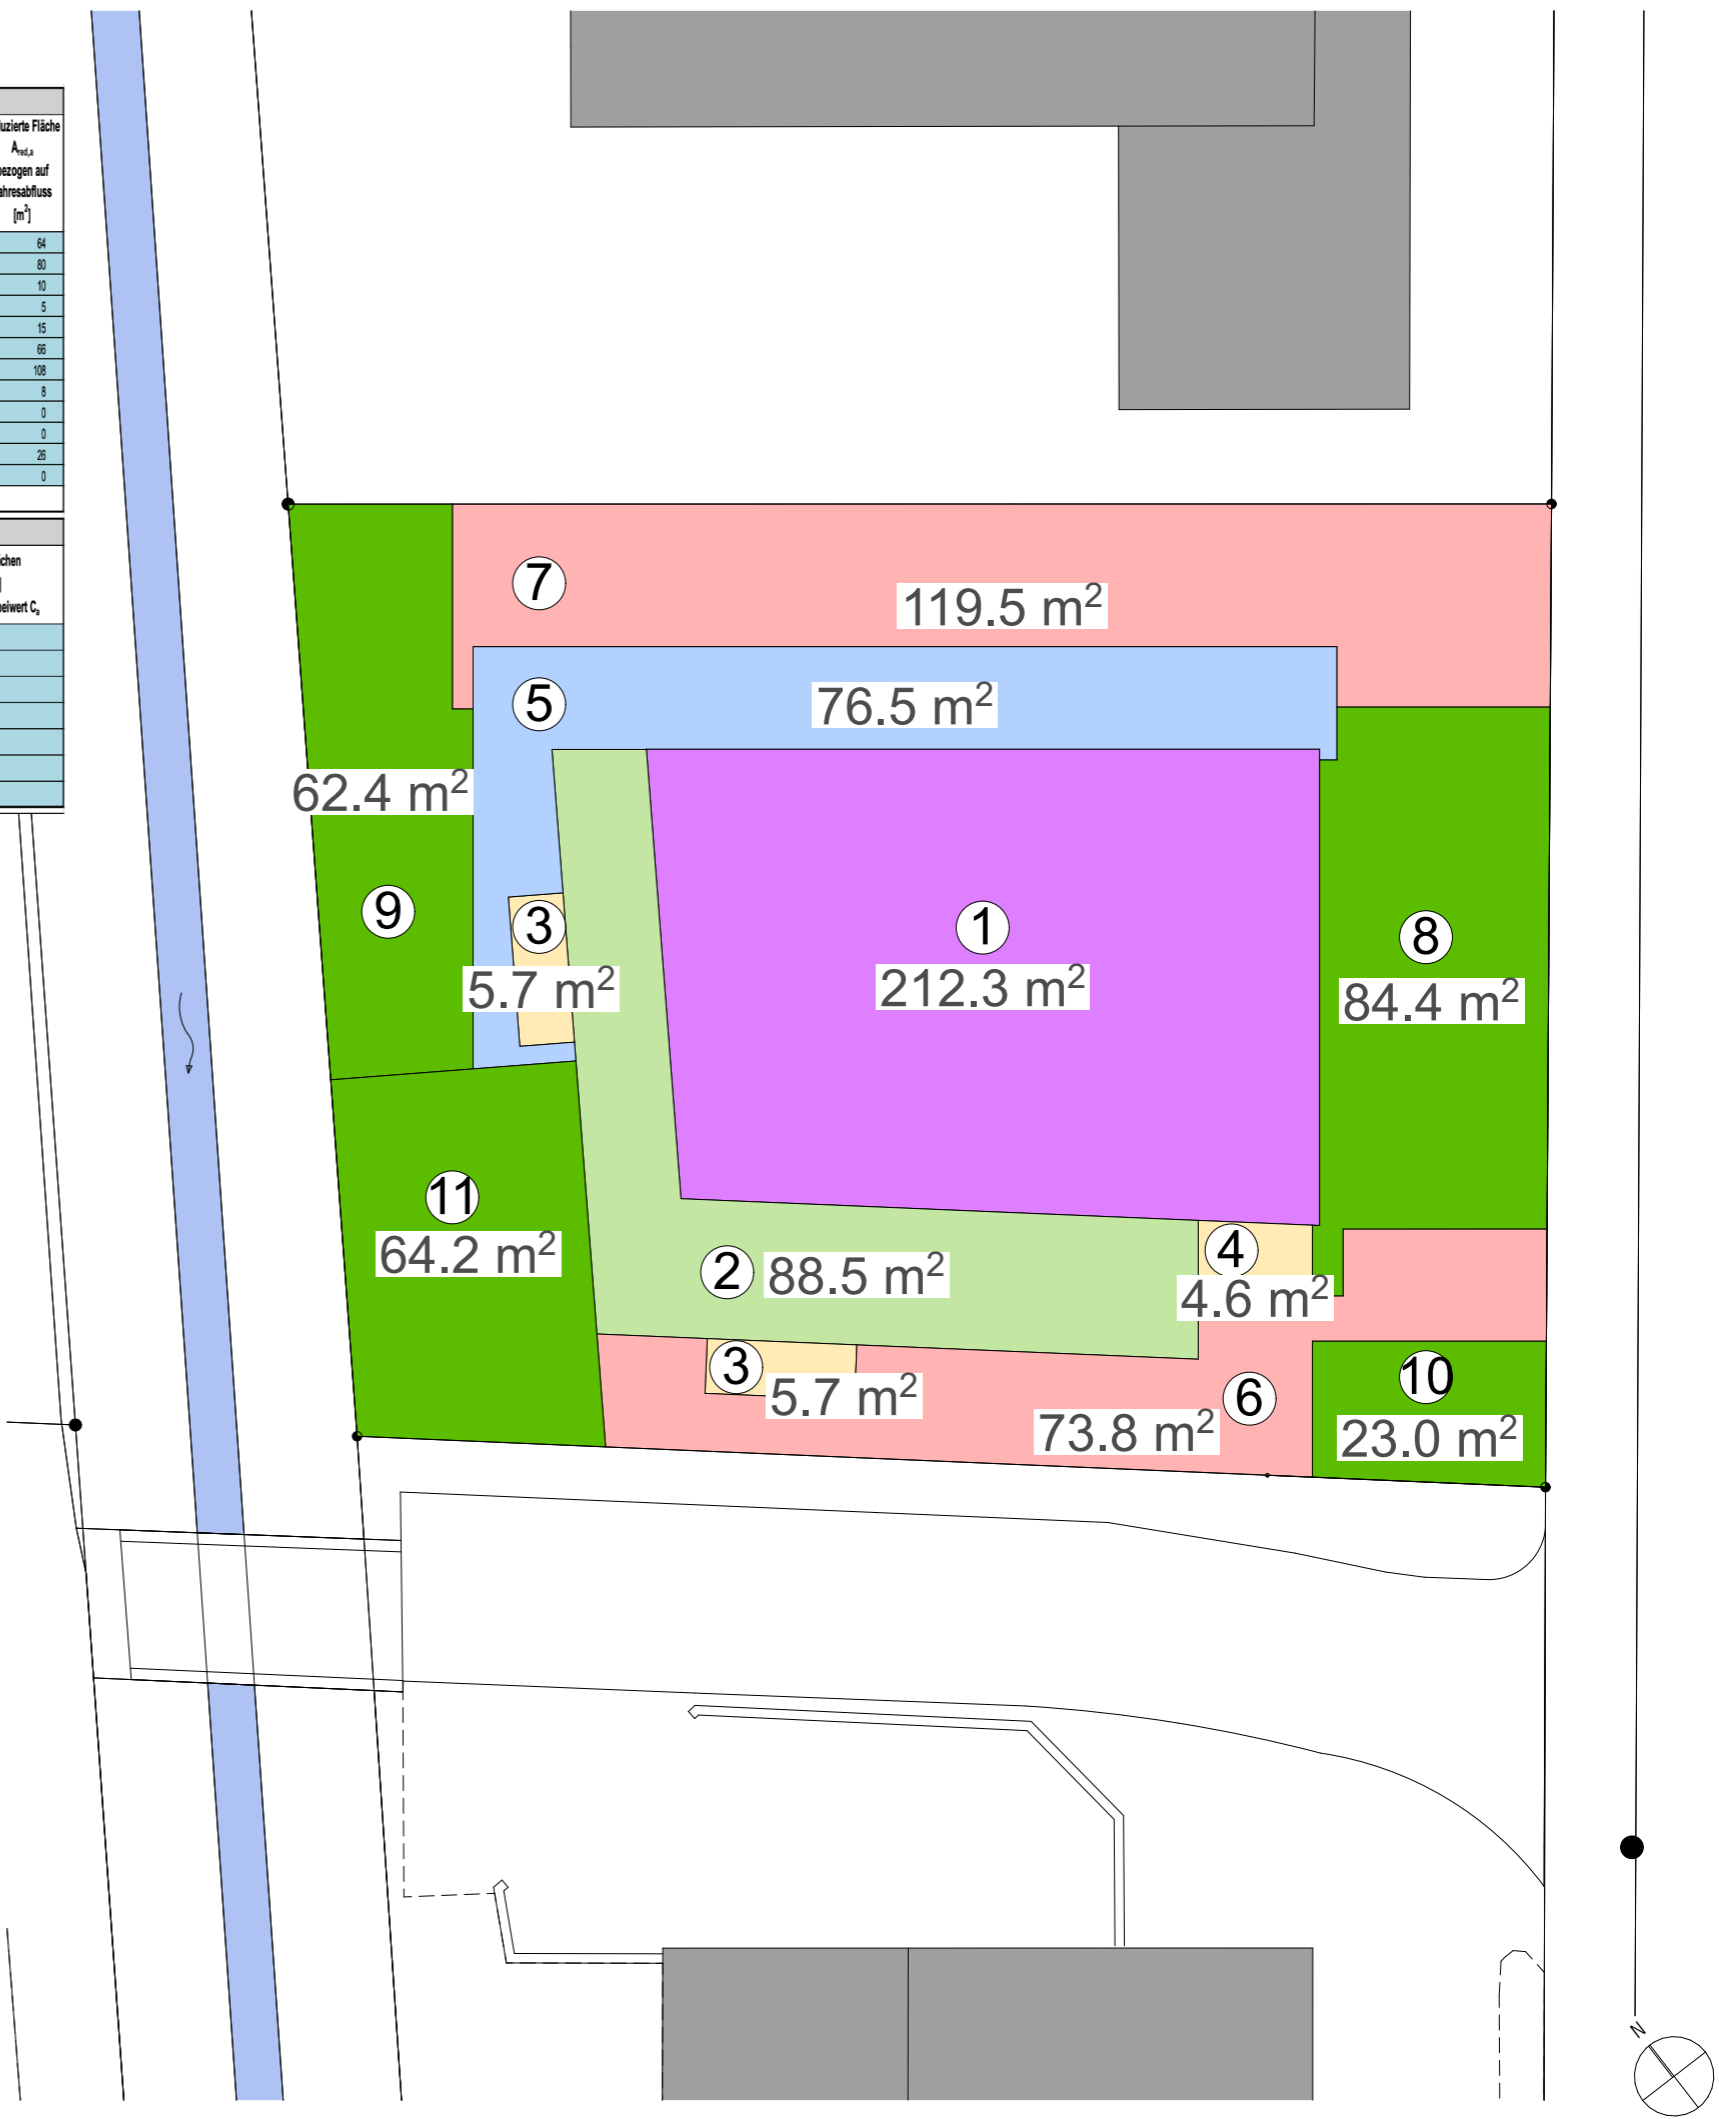 uzierte Fläche
A_red,a
bezogen auf
ahresabfluss
[m²]
64
80
10
5
15
66
108
8
0
0
26
0
chen
]
beiwert Cₐ
7
119.5 m²
5
76.5 m²
62.4 m²
9
3
5.7 m²
1
212.3 m²
8
84.4 m²
11
64.2 m²
2 88.5 m²
4
4.6 m²
3
5.7 m²
6
73.8 m²
10
23.0 m²
N